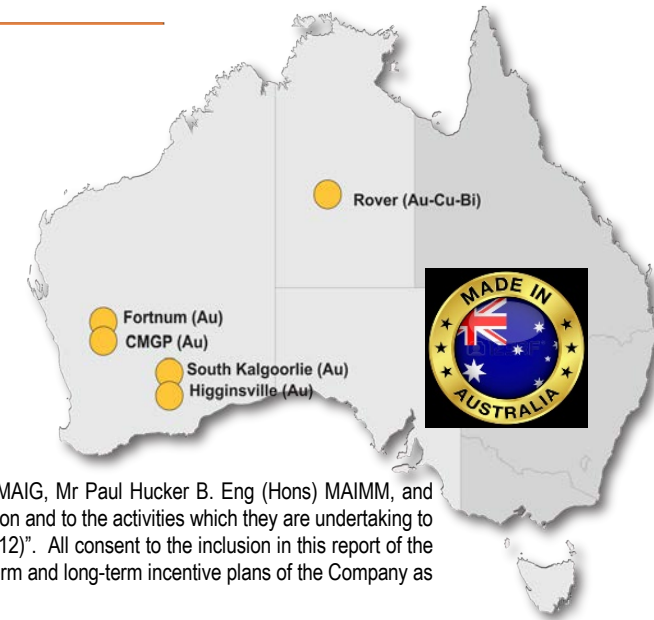 Rover (Au-Cu-Bi)
MADE IN
AUSTRALIA
Fortnum (Au)
CMGP (Au)
South Kalgoorlie (Au)
Higginsville (Au)
MAIG, Mr Paul Hucker B. Eng (Hons) MAIMM, and
on and to the activities which they are undertaking to
12)”. All consent to the inclusion in this report of the
rm and long-term incentive plans of the Company as